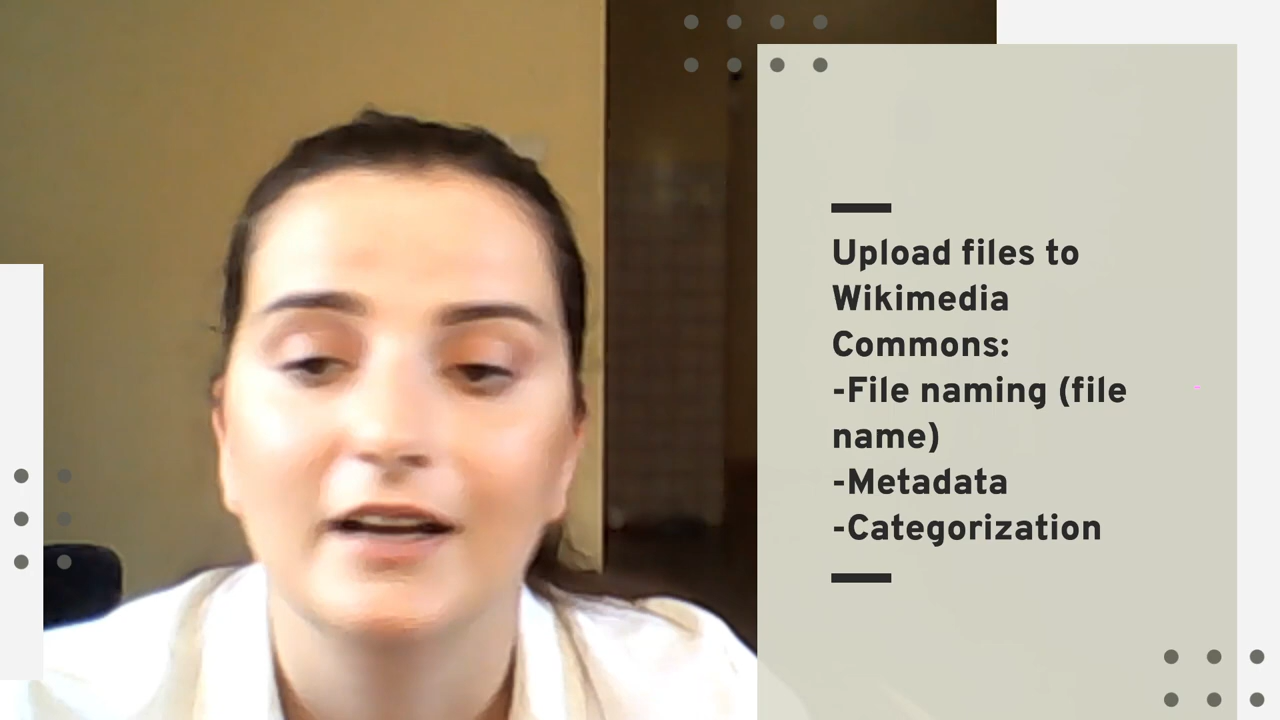 Upload files to
Wikimedia
Commons:
-File naming (file
name)
-Metadata
-Categorization